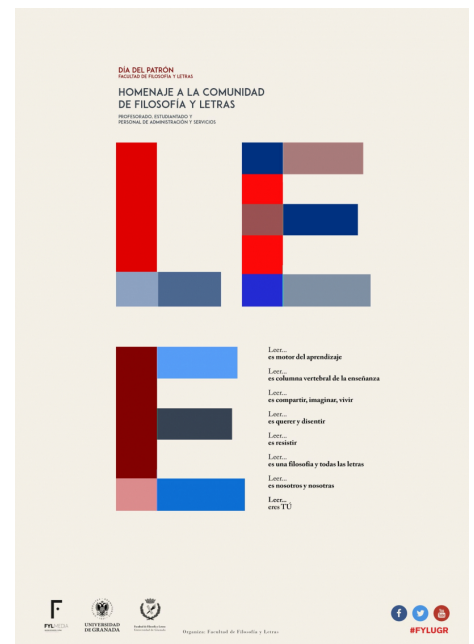 DÍA DEL PATRÓN
FACULTAD DE FILOSOFÍA Y LETRAS
HOMENAJE A LA COMUNIDAD
DE FILOSOFÍA Y LETRAS
PROFESORADO, ESTUDIANTADO Y
PERSONAL DE ADMINISTRACIÓN Y SERVICIOS
LE
E
Leer...
es motor del aprendizaje
Leer...
es columna vertebral de la enseñanza
Leer...
es compartir, imaginar, vivir
Leer...
es querer y disentir
Leer...
es resistir
Leer...
es una filosofía y todas las letras
Leer...
es nosotros y nosotras
Leer...
eres TÚ
FYLMEDIA
UNIVERSIDAD
DE GRANADA
Organiza: Facultad de Filosofía y Letras
#FYLUGR